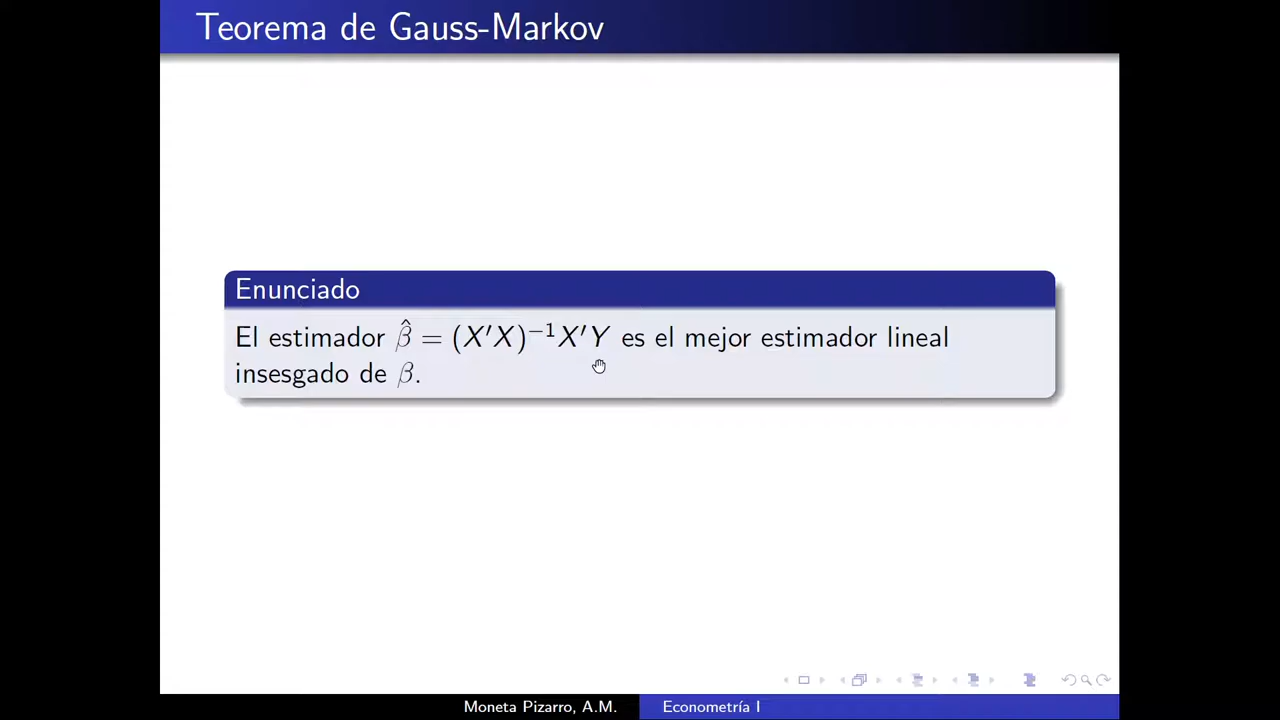 Teorema de Gauss-Markov
Enunciado
El estimador β̂ = (X′X)⁻¹X′Y es el mejor estimador lineal
insesgado de β.
Moneta Pizarro, A.M. Econometría I